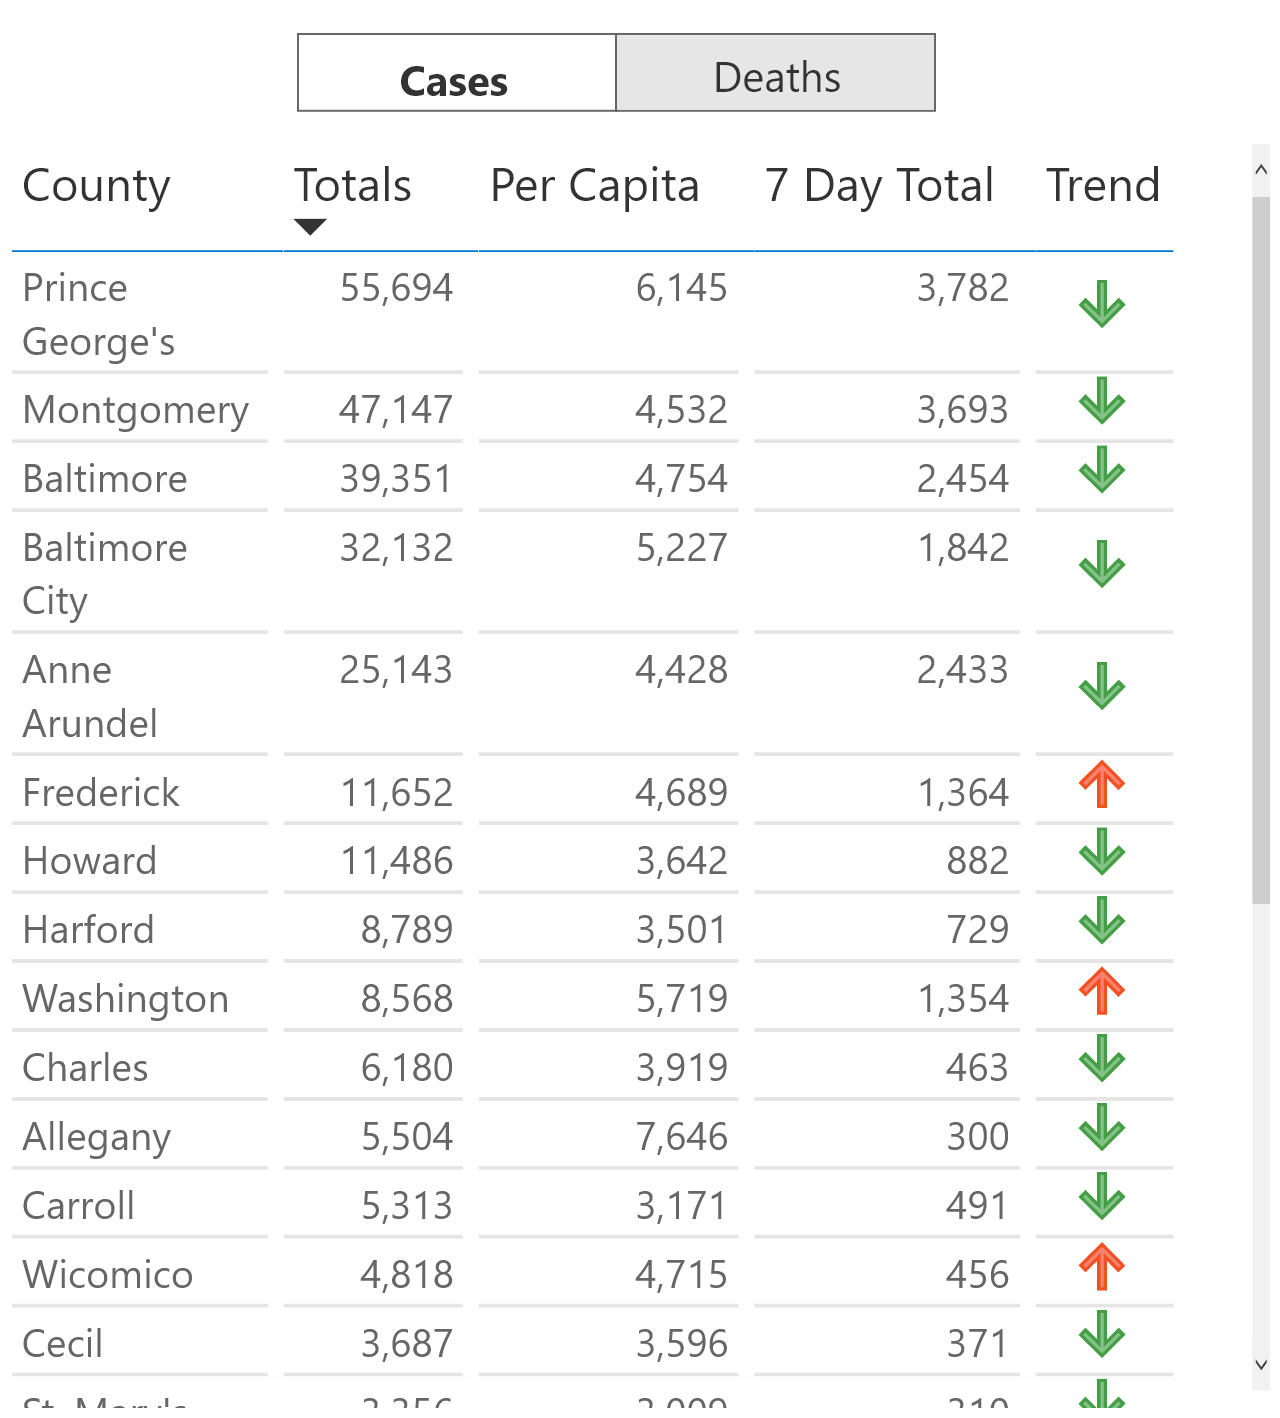 Cases Deaths
County Totals Per Capita 7 Day Total Trend
Prince 55,694 6,145 3,782
George's
Montgomery 47,147 4,532 3,693
Baltimore 39,351 4,754 2,454
Baltimore 32,132 5,227 1,842
City
Anne 25,143 4,428 2,433
Arundel
Frederick 11,652 4,689 1,364
Howard 11,486 3,642 882
Harford 8,789 3,501 729
Washington 8,568 5,719 1,354
Charles 6,180 3,919 463
Allegany 5,504 7,646 300
Carroll 5,313 3,171 491
Wicomico 4,818 4,715 456
Cecil 3,687 3,596 371
St. Mary's